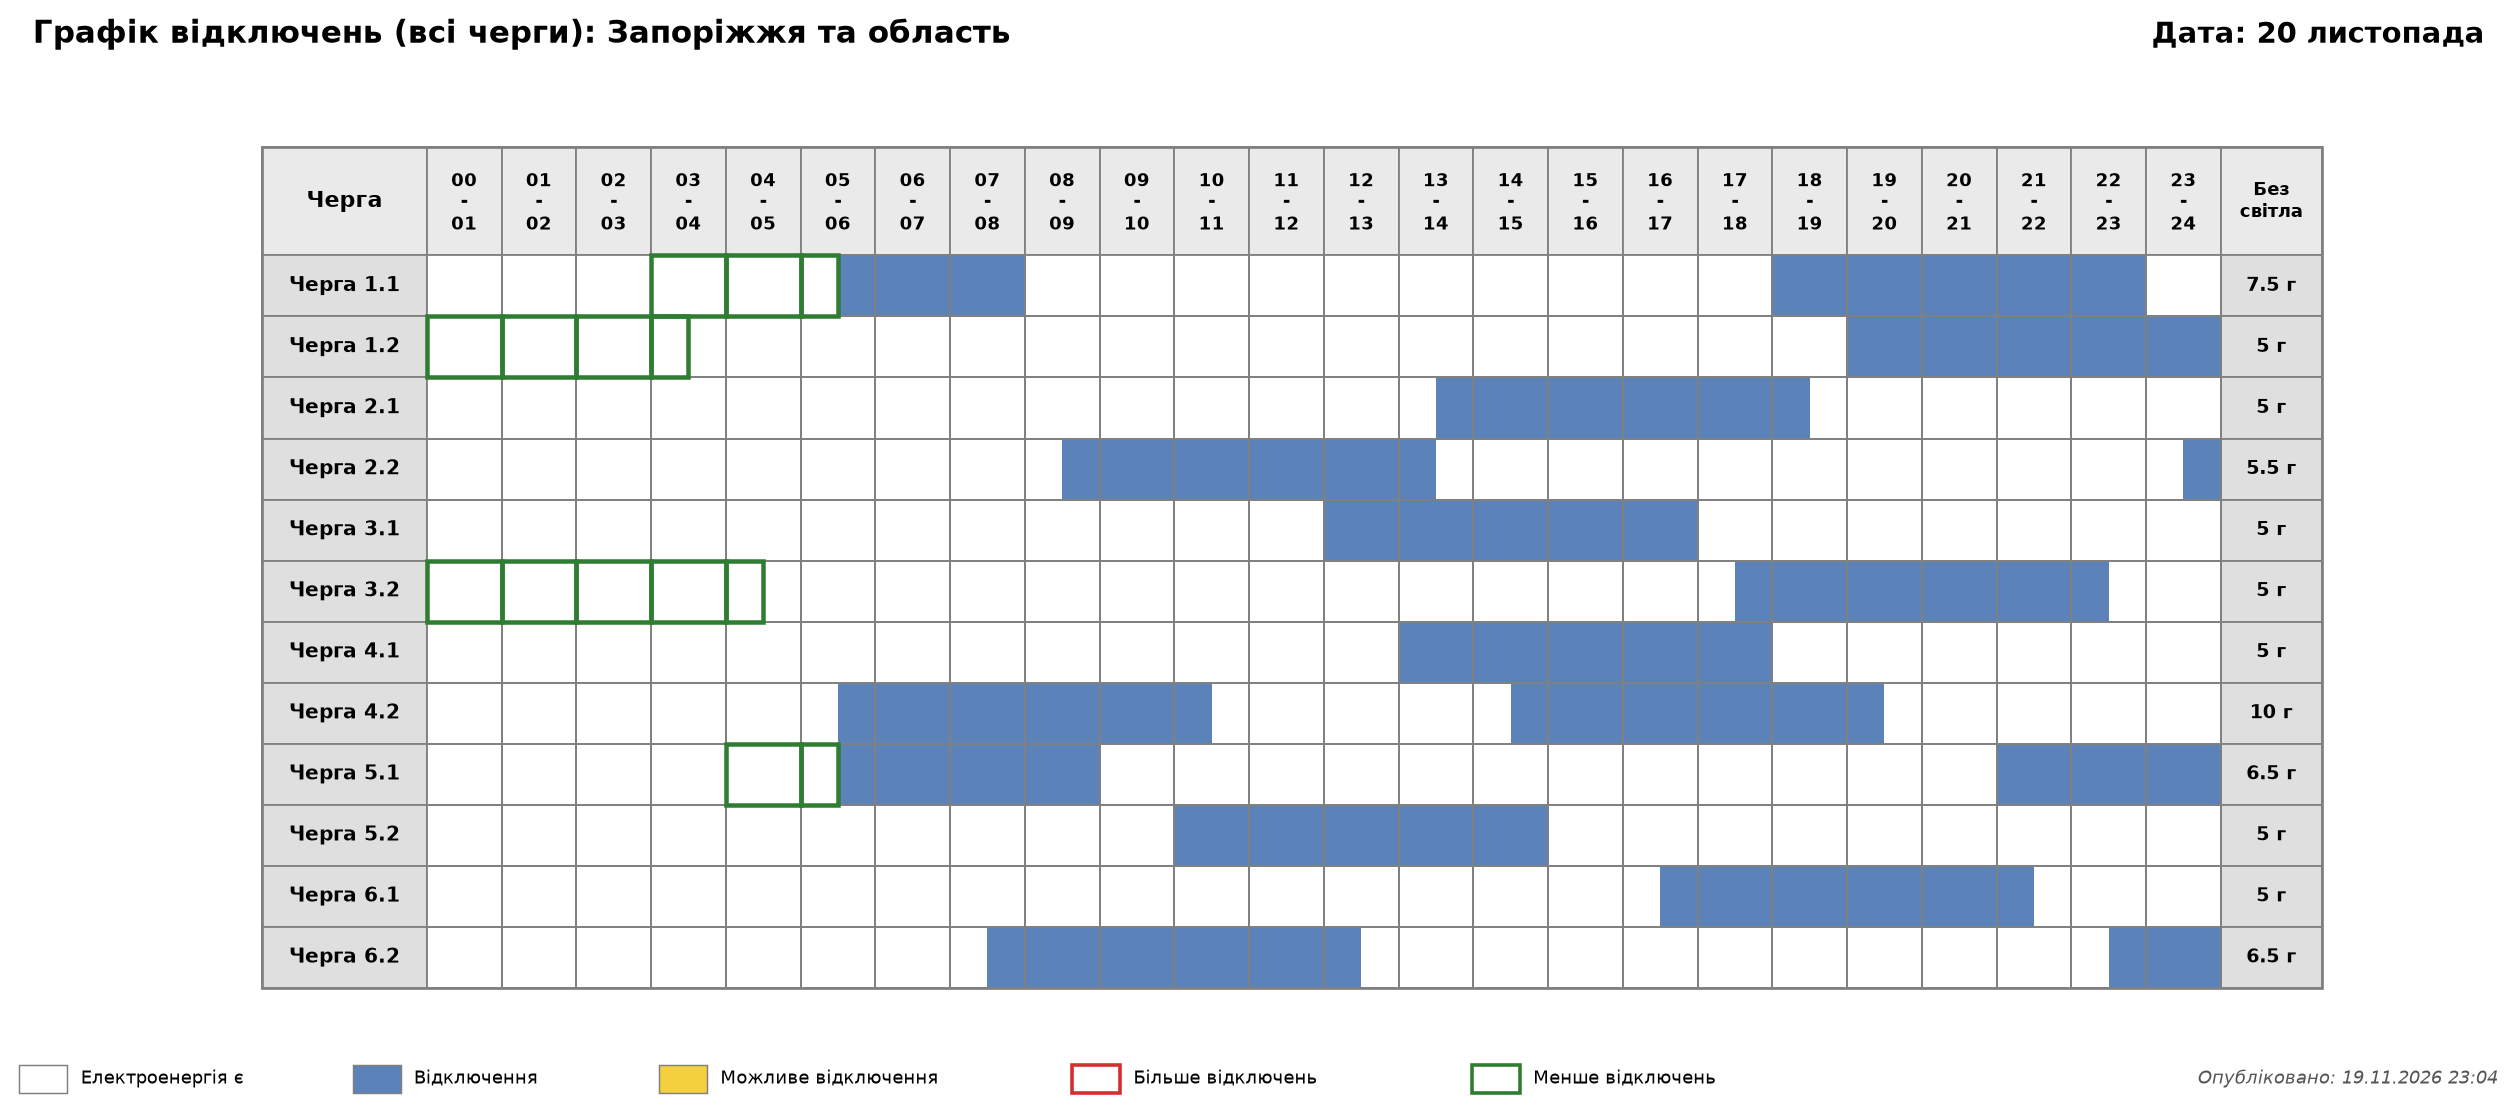 Графік відключень (всі черги): Запоріжжя та область
Дата: 20 листопада
Черга
00 - 01
01 - 02
02 - 03
03 - 04
04 - 05
05 - 06
06 - 07
07 - 08
08 - 09
09 - 10
10 - 11
11 - 12
12 - 13
13 - 14
14 - 15
15 - 16
16 - 17
17 - 18
18 - 19
19 - 20
20 - 21
21 - 22
22 - 23
23 - 24
Без світла
Черга 1.1 7.5 г
Черга 1.2 5 г
Черга 2.1 5 г
Черга 2.2 5.5 г
Черга 3.1 5 г
Черга 3.2 5 г
Черга 4.1 5 г
Черга 4.2 10 г
Черга 5.1 6.5 г
Черга 5.2 5 г
Черга 6.1 5 г
Черга 6.2 6.5 г
Електроенергія є
Відключення
Можливе відключення
Більше відключень
Менше відключень
Опубліковано: 19.11.2026 23:04